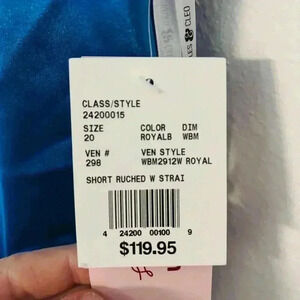 CLEO
CLASS/STYLE
24200015
SIZE COLOR DIM
20 ROYALB WBM
VEN # VEN STYLE
298 WBM2912W ROYAL
SHORT RUCHED W STRAI
4 24200 00100 9
$119.95